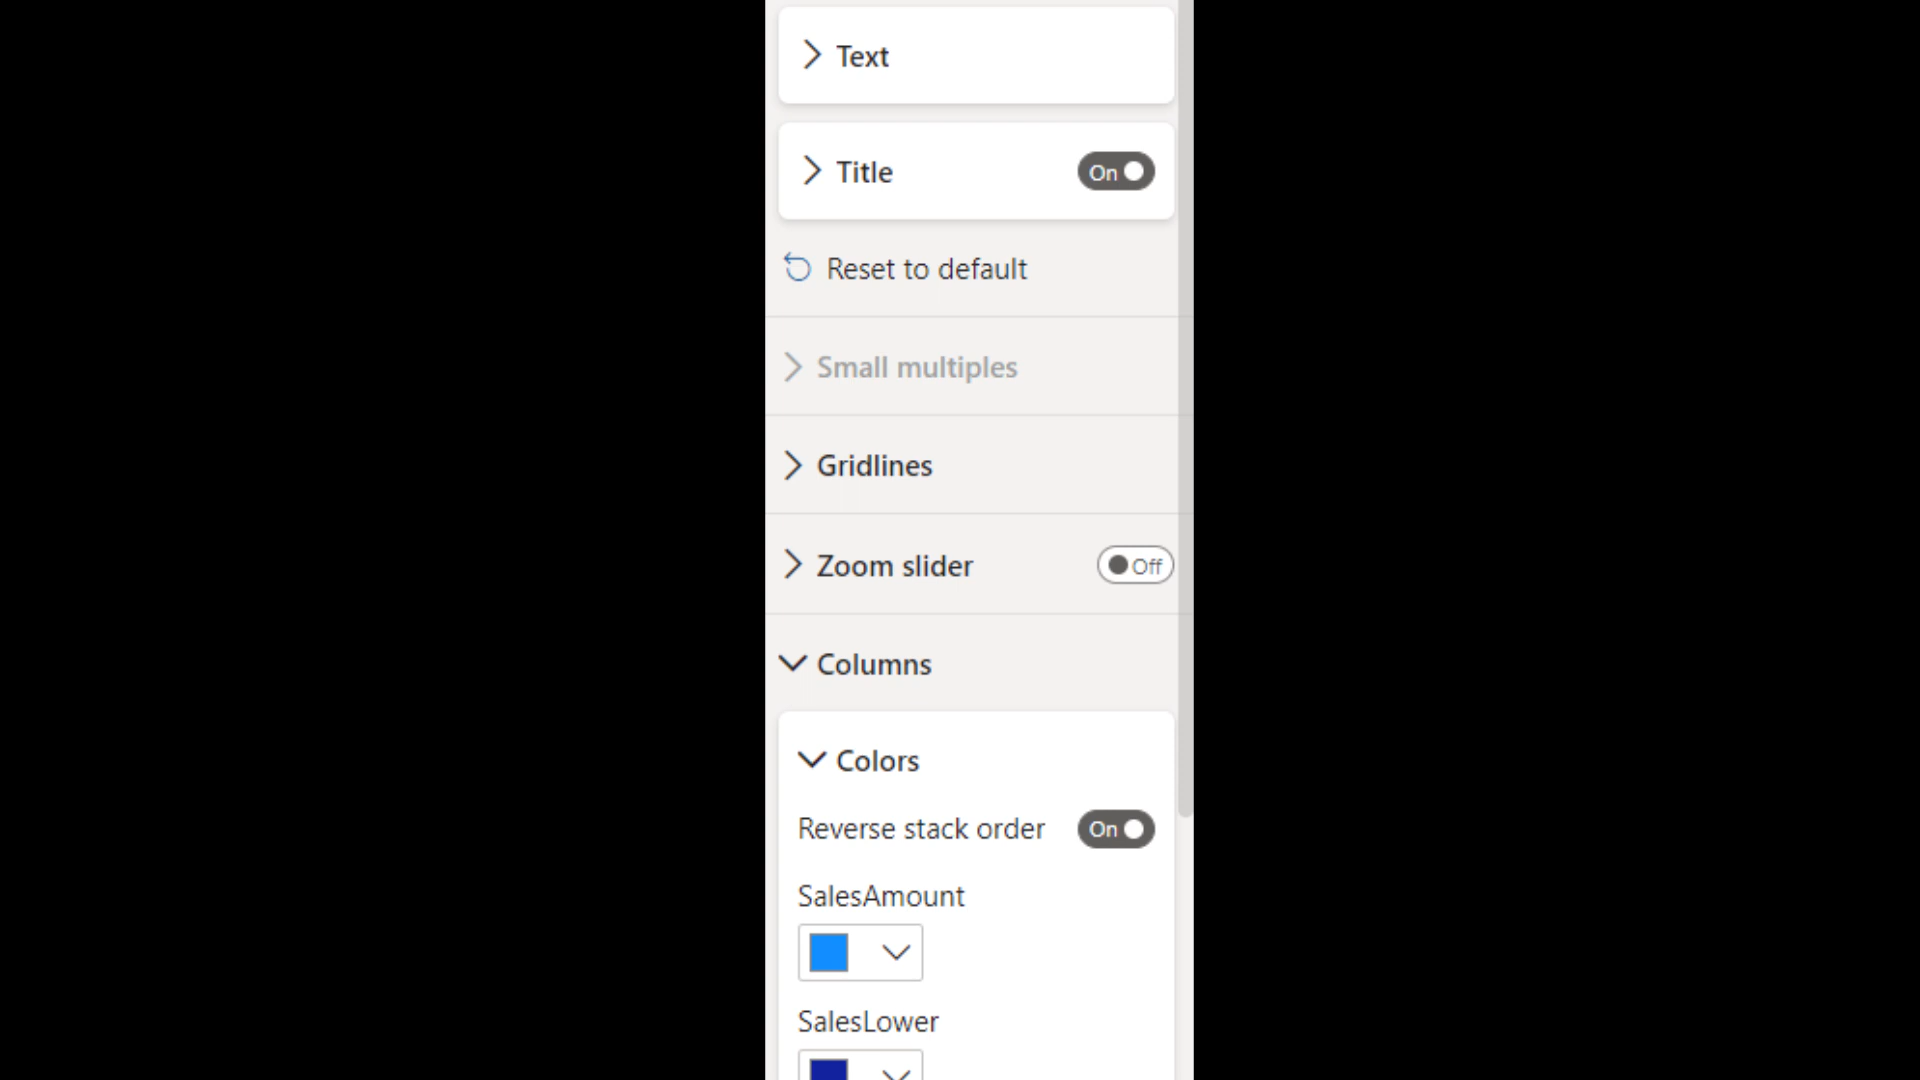 Text
Title On
Reset to default
Small multiples
Gridlines
Zoom slider Off
Columns
Colors
Reverse stack order On
SalesAmount
SalesLower